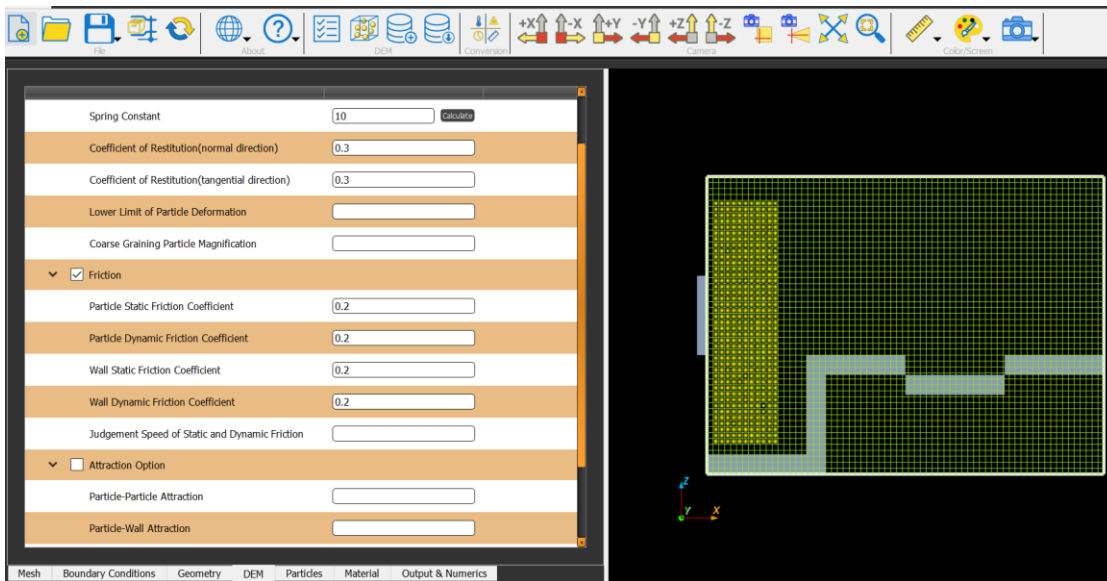 +X -X +Y -Y +Z -Z
File About DEM Conversion Camera Color/Screen
Spring Constant 10 Calculate
Coefficient of Restitution(normal direction) 0.3
Coefficient of Restitution(tangential direction) 0.3
Lower Limit of Particle Deformation
Coarse Graining Particle Magnification
Friction
Particle Static Friction Coefficient 0.2
Particle Dynamic Friction Coefficient 0.2
Wall Static Friction Coefficient 0.2
Wall Dynamic Friction Coefficient 0.2
Judgement Speed of Static and Dynamic Friction
Attraction Option
Particle-Particle Attraction
Particle-Wall Attraction
Mesh Boundary Conditions Geometry DEM Particles Material Output & Numerics
Z
Y X